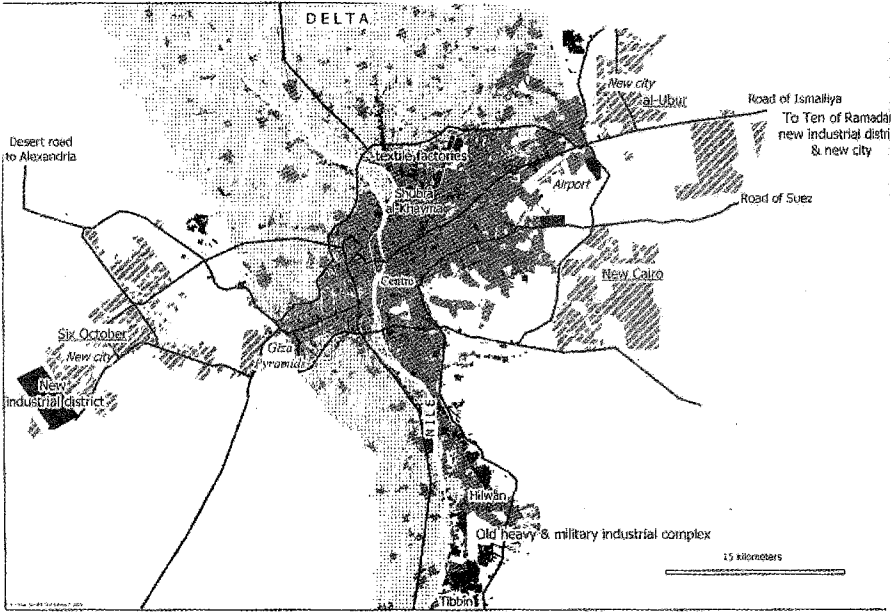 DELTA
New city
al-Ubur
Road of Ismailiya
To Ten of Ramadan
new industrial distri
& new city
Desert road
to Alexandria
textile factories
Shubra
al-Khayma
Airport
Road of Suez
Centre
New Cairo
Six October
New city
Giza
Pyramids
New
industrial district
NILE
Hilwan
Old heavy & military industrial complex
15 kilometers
Tibbin